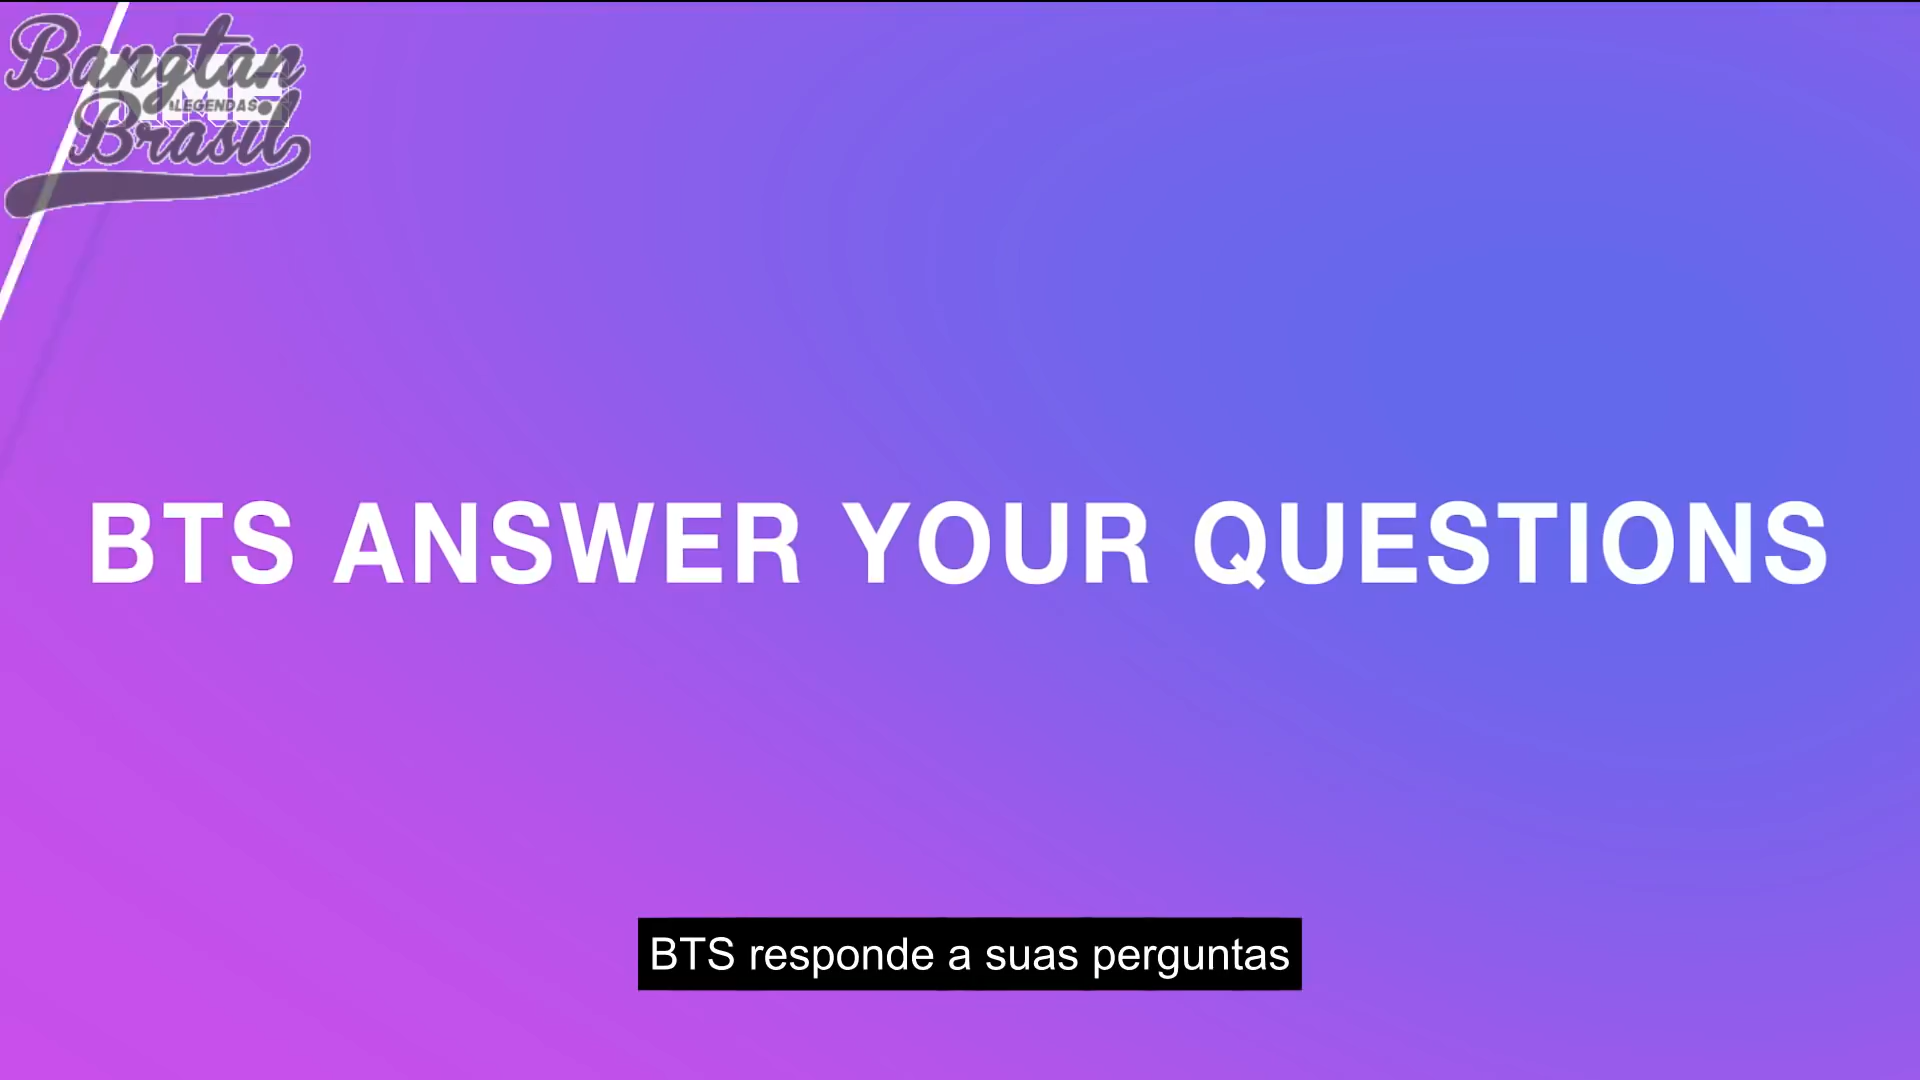 Bangtan
LEGENDAS
Brasil
BTS ANSWER YOUR QUESTIONS
BTS responde a suas perguntas